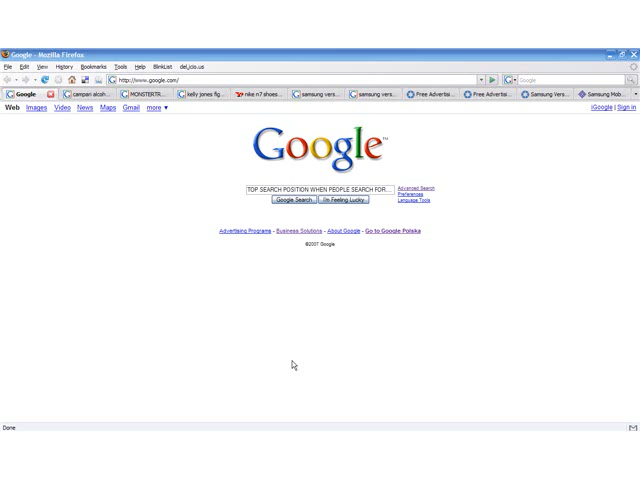 Google - Mozilla Firefox
File Edit View History Bookmarks Tools Help BlinkList del.icio.us
http://www.google.com/ Google
Google campari alcoh... MONSTERTR... kelly jones fig... nike n7 shoes... samsung vers... samsung vers... Free Advertisi... Free Advertisi... Samsung Vers... Samsung Mob...
Web Images Video News Maps Gmail more ▼ iGoogle | Sign in
Google™
TOP SEARCH POSITION WHEN PEOPLE SEARCH FOR... Advanced Search
Preferences
Google Search I'm Feeling Lucky Language Tools
Advertising Programs - Business Solutions - About Google - Go to Google Polska
©2007 Google
Done